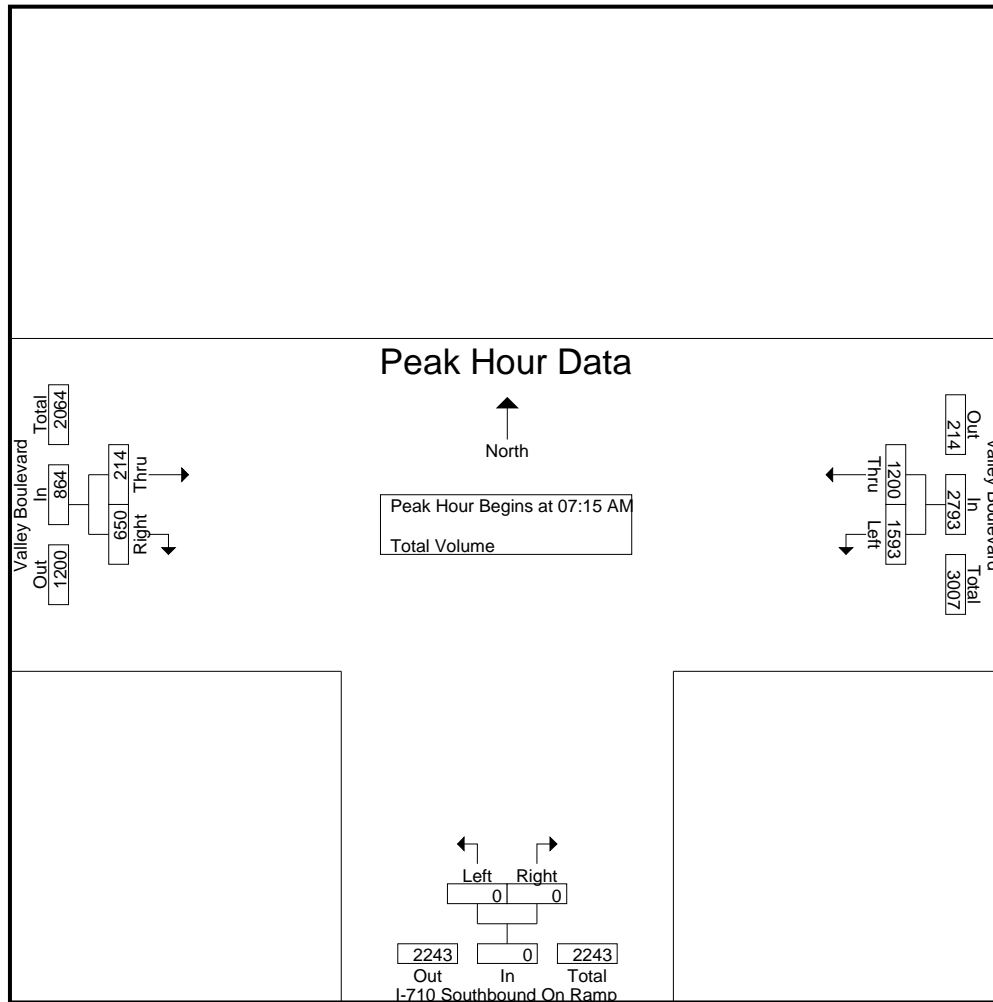 Peak Hour Data
North
Peak Hour Begins at 07:15 AM
Total Volume
Valley Boulevard
Out In Total
1200 864 2064
650 214
Right Thru
Valley Boulevard
Out In Total
214 2793 3007
1200 1593
Thru Left
Left Right
0 0
2243 0 2243
Out In Total
I-710 Southbound On Ramp